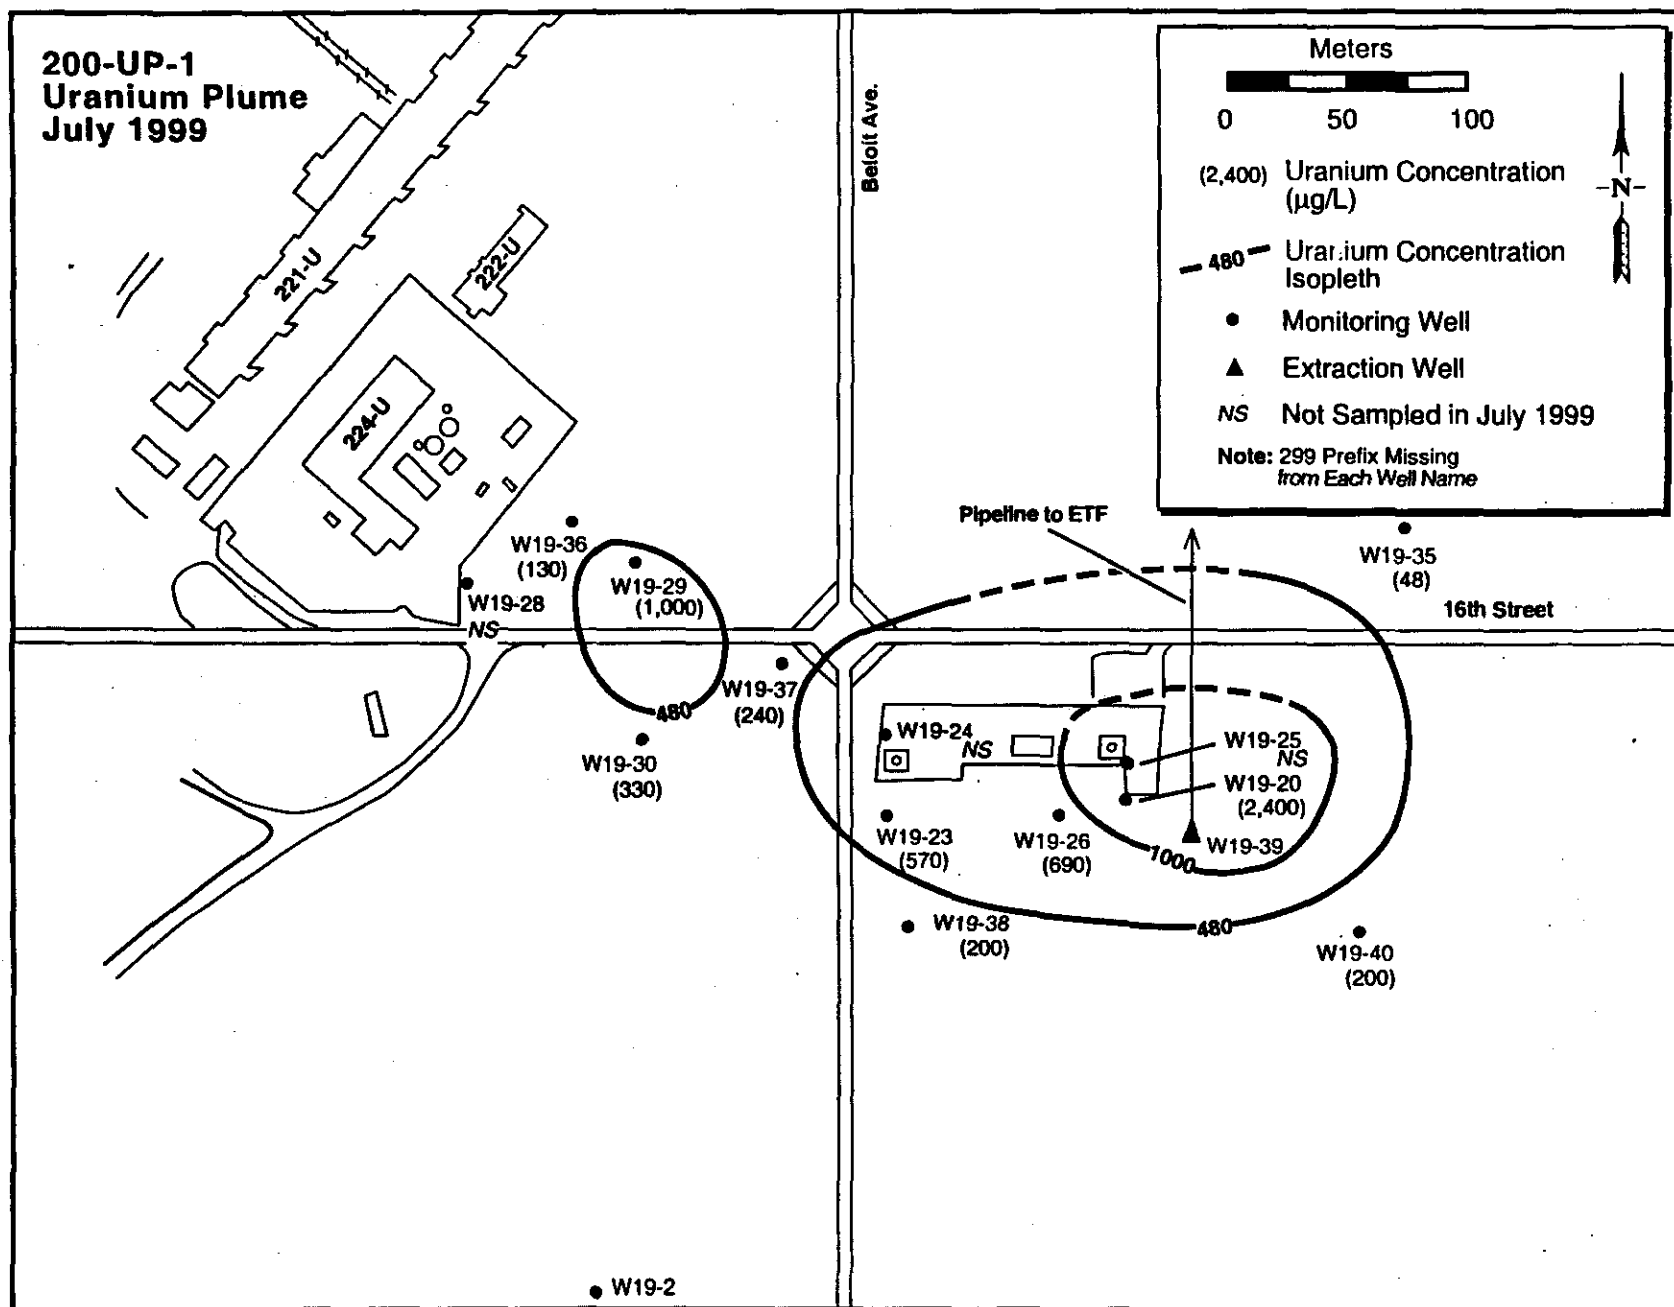 200-UP-1
Uranium Plume
July 1999
Meters
0 50 100
(2,400) Uranium Concentration
(µg/L)
480 Uranium Concentration
Isopleth
Monitoring Well
Extraction Well
NS Not Sampled in July 1999
Note: 299 Prefix Missing
from Each Well Name
-N-
Beloit Ave.
221-U
222-U
224-U
Pipeline to ETF
W19-35
(48)
16th Street
W19-36
(130)
W19-29
(1,000)
W19-28
NS
W19-37
(240)
480
W19-30
(330)
W19-24
NS
W19-25
NS
W19-20
(2,400)
W19-23
(570)
W19-26
(690)
1000
W19-39
W19-38
(200)
480
W19-40
(200)
W19-2